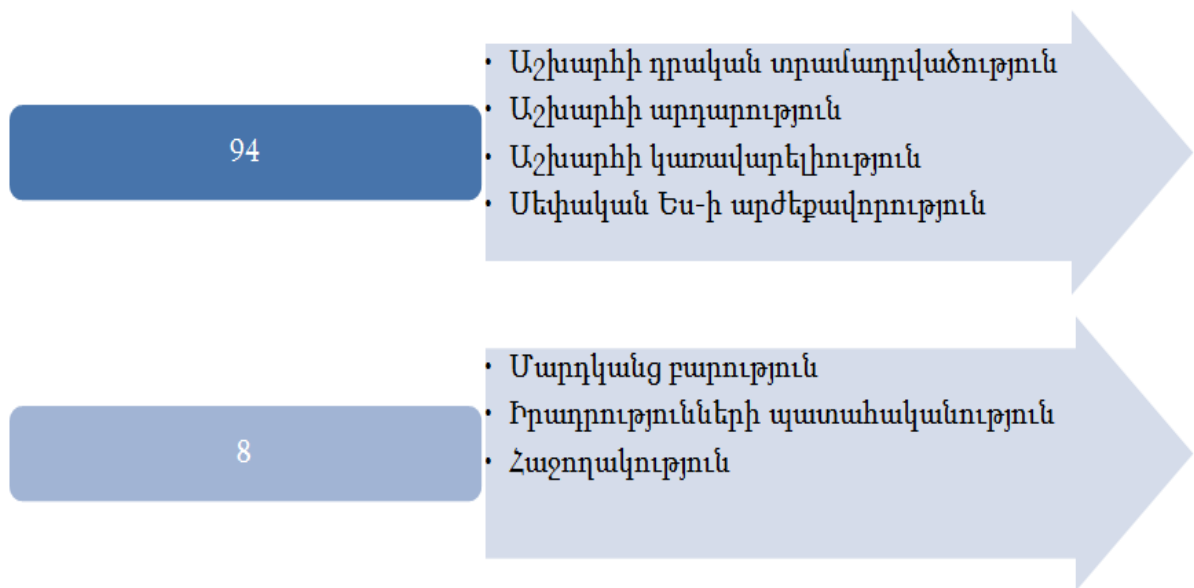 94
• Աշխարհի դրական տրամադրվածություն
• Աշխարհի արդարություն
• Աշխարհի կառավարելիություն
• Սեփական Ես-ի արժեքավորություն
8
• Մարդկանց բարություն
• Իրադրությունների պատահականություն
• Հաջողակություն